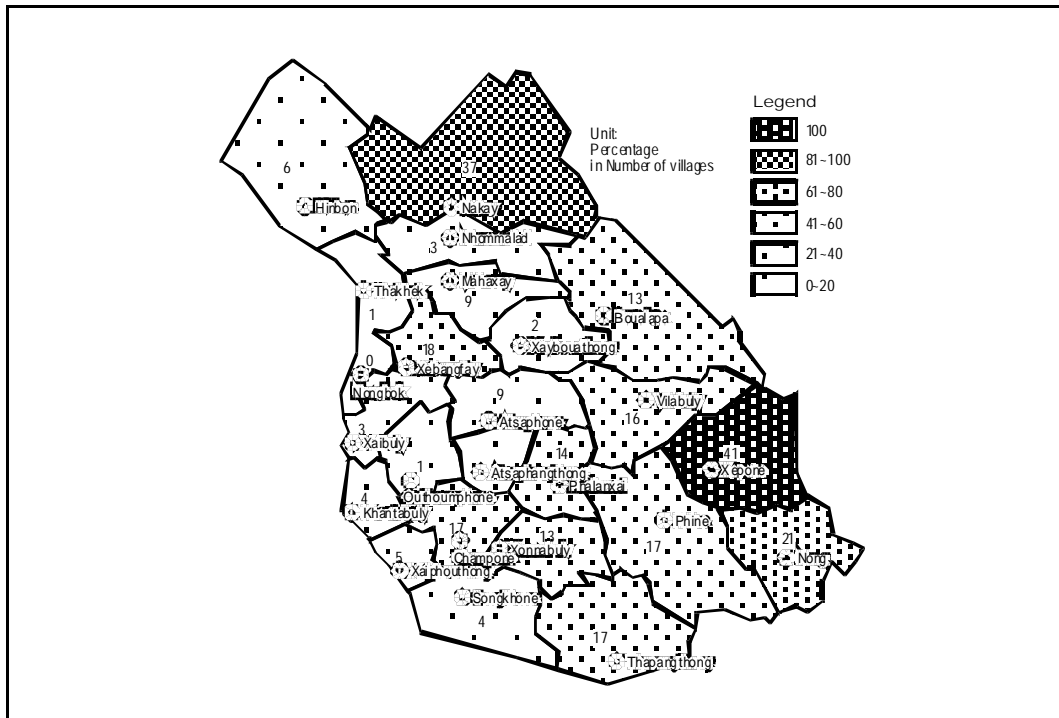 Legend
100
81~100
61~80
41~60
21~40
0~20
Unit:
Percentage
in Number of villages
6
Hinbon
37
Nakay
3
Nhommalad
Mahaxay
9
Thakhek
1
13
Boualapa
2
Xaybouathong
18
Xebangfay
0
Nongbok
9
Atsaphone
16
Vilabuly
3
Xaibuly
1
Outhoumphone
Atsaphangthong
14
Phalanxai
41
Xepone
4
Khantabuly
17
Champone
13
Xonnabuly
Phine
17
21
Nong
5
Xaiphouthong
Songkhone
4
17
Thapangthong